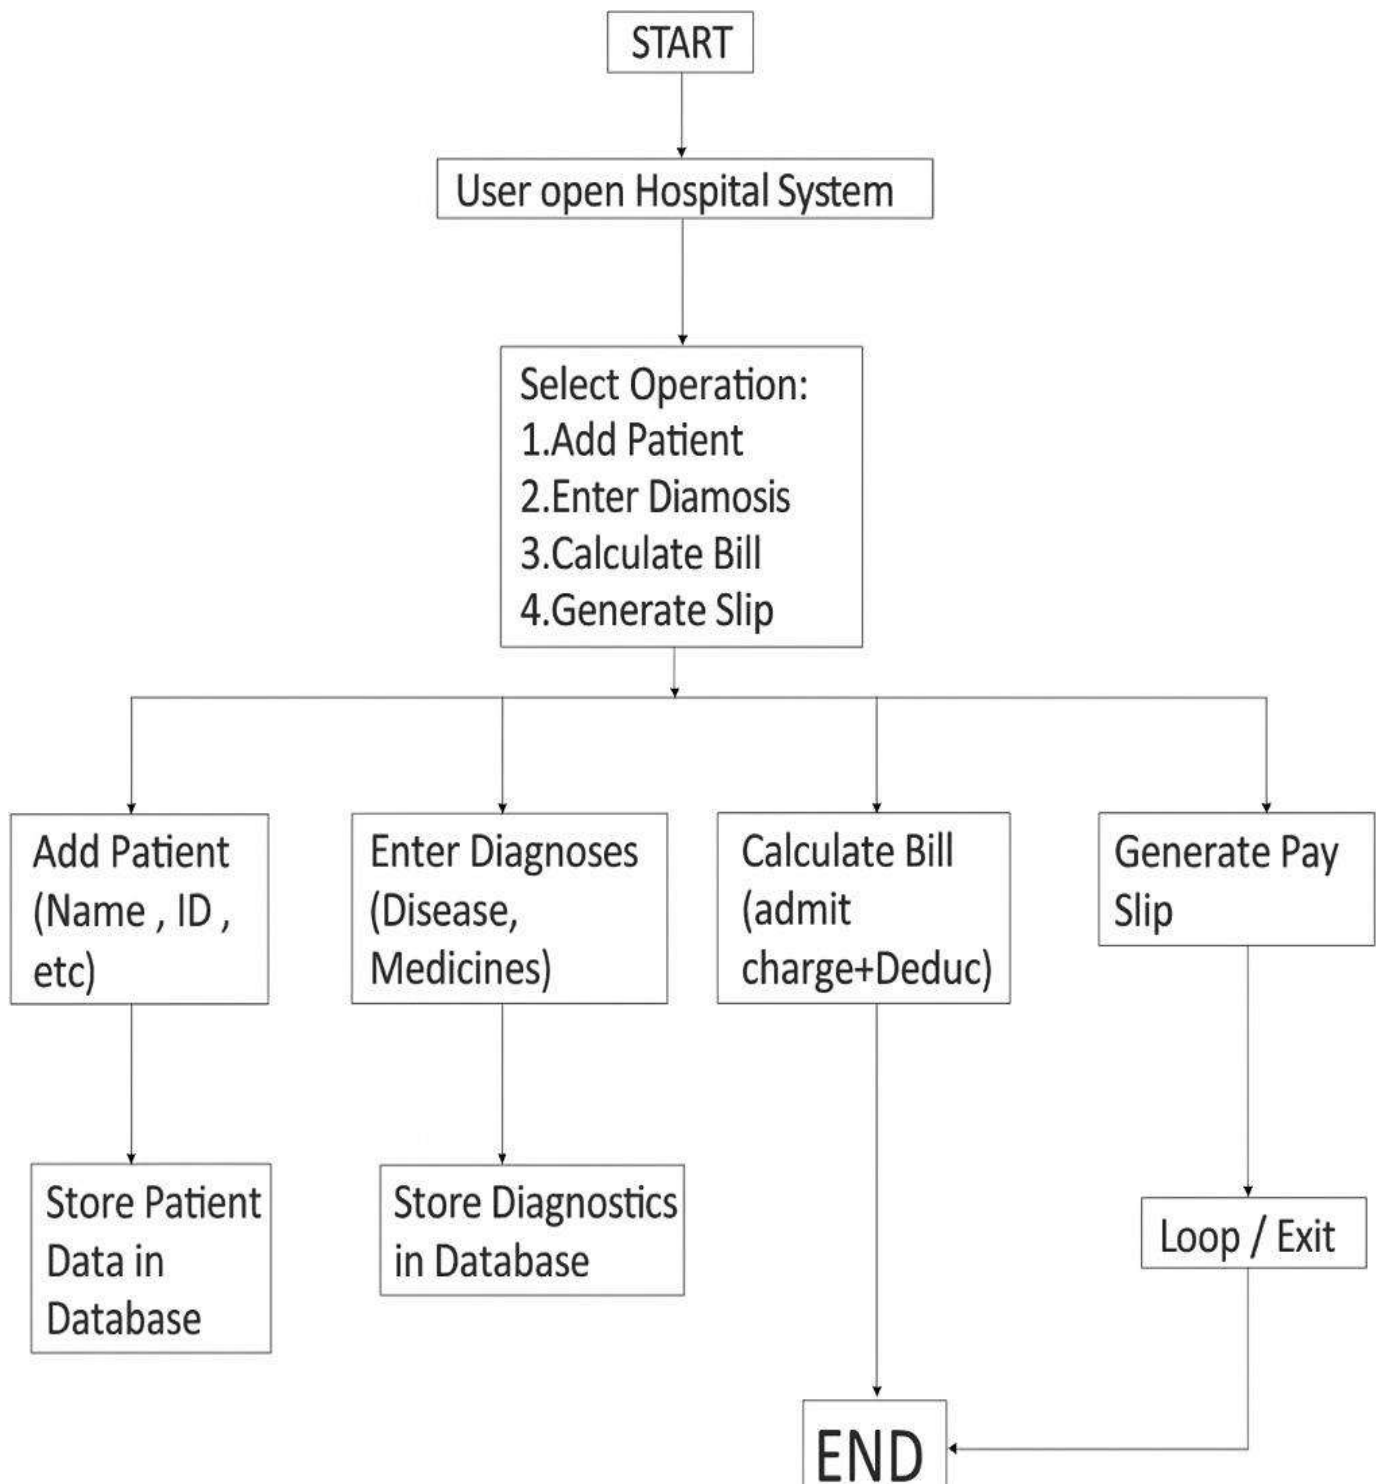 START
User open Hospital System
Select Operation:
1.Add Patient
2.Enter Diamosis
3.Calculate Bill
4.Generate Slip
Add Patient
(Name , ID ,
etc)
Enter Diagnoses
(Disease,
Medicines)
Calculate Bill
(admit
charge+Deduc)
Generate Pay
Slip
Store Patient
Data in
Database
Store Diagnostics
in Database
Loop / Exit
END